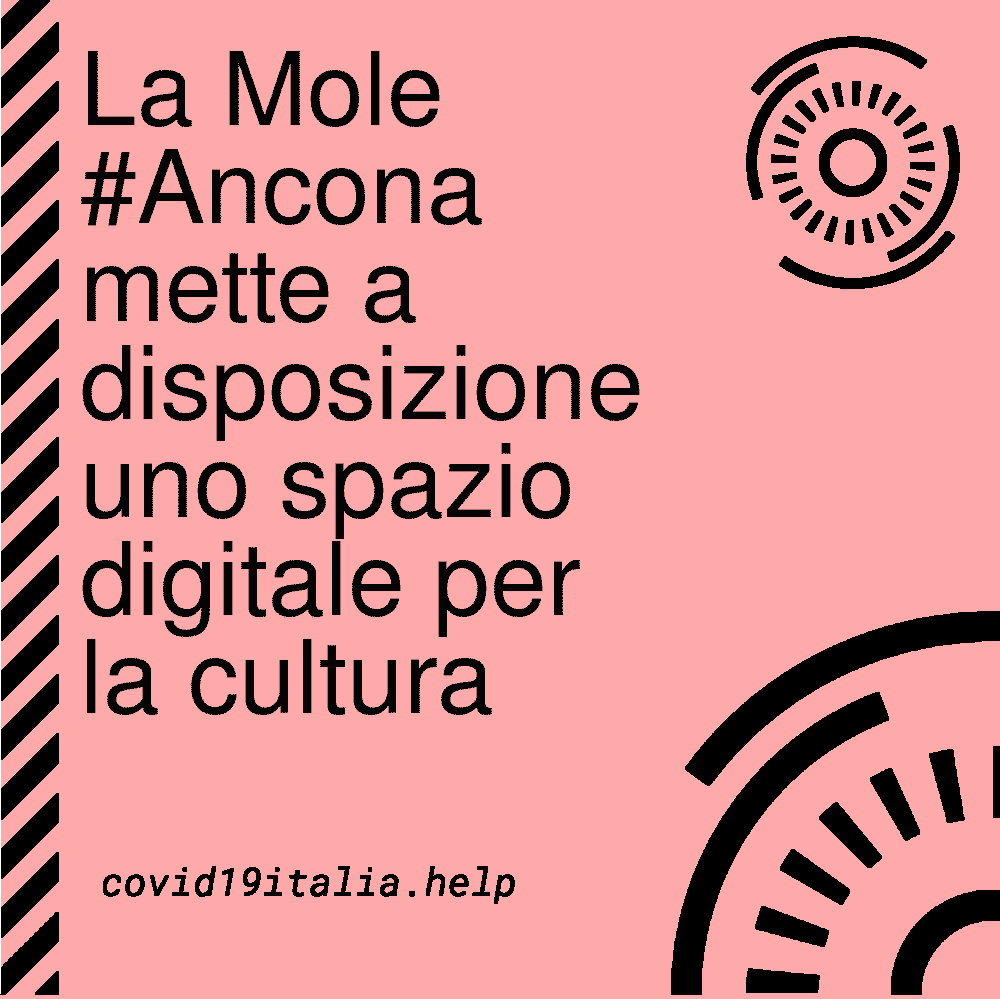 La Mole
#Ancona
mette a
disposizione
uno spazio
digitale per
la cultura
covid19italia.help